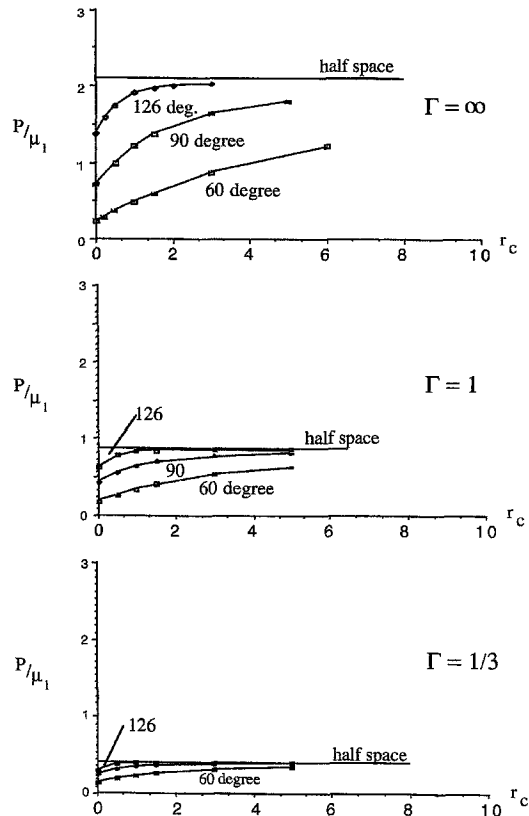 3
half space
2
126 deg.
P/μ₁
Γ = ∞
90 degree
1
60 degree
0
0 2 4 6 8 10 r_c
3
P/μ₁
2
Γ = 1
126
1
half space
90
60 degree
0
0 2 4 6 8 10 r_c
3
P/μ₁
2
Γ = 1/3
126
1
half space
60 degree
0
0 2 4 6 8 10 r_c